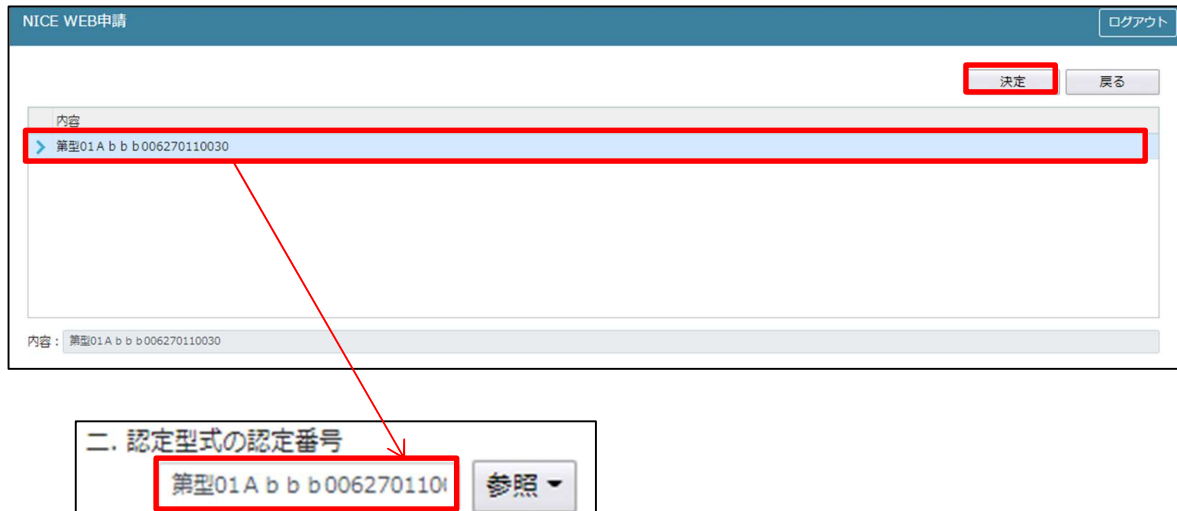 NICE WEB申請
ログアウト
決定 戻る
内容
第型01Ａｂｂｂ006270110030
内容： 第型01Ａｂｂｂ006270110030
二. 認定型式の認定番号
第型01Ａｂｂｂ0062701100 参照